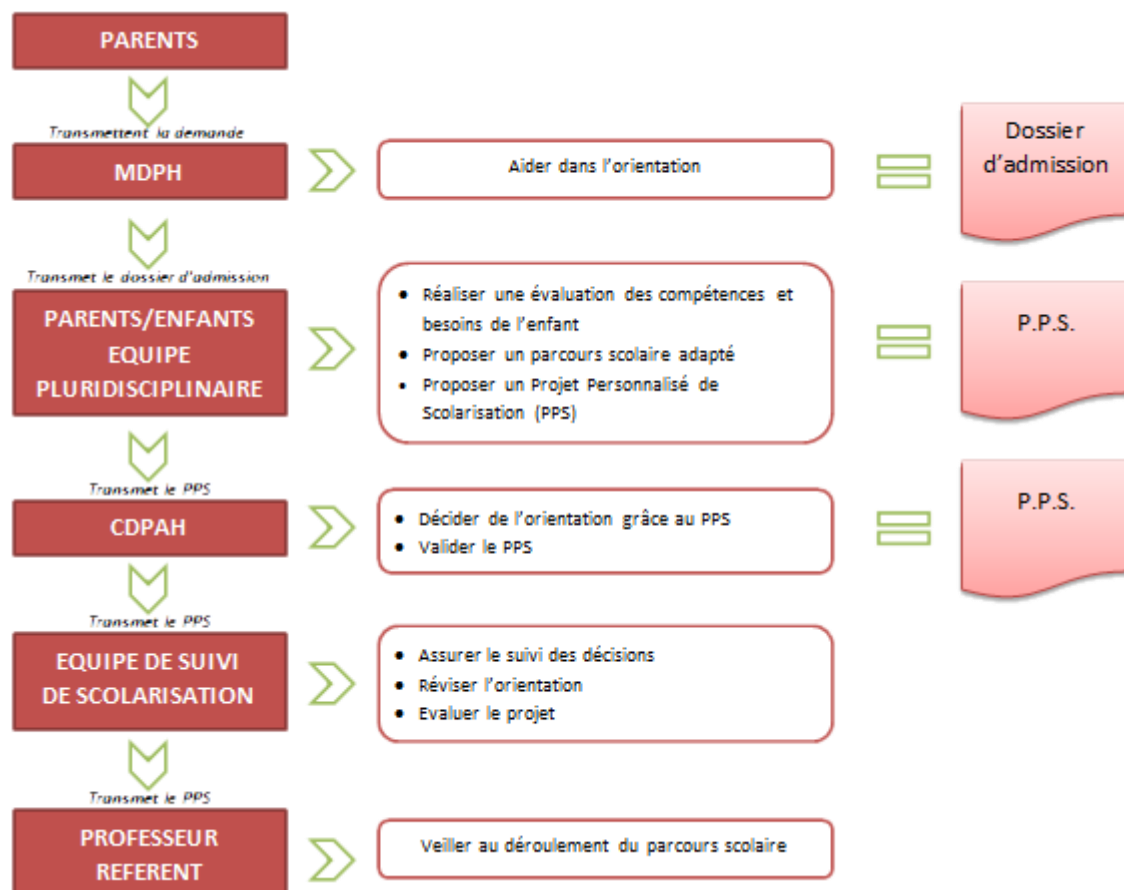 PARENTS
Transmettent la demande
MDPH
Aider dans l'orientation
Dossier
d'admission
Transmet le dossier d'admission
PARENTS/ENFANTS
EQUIPE
PLURIDISCIPLINAIRE
• Réaliser une évaluation des compétences et
besoins de l'enfant
• Proposer un parcours scolaire adapté
• Proposer un Projet Personnalisé de
Scolarisation (PPS)
P.P.S.
Transmet le PPS
CDPAH
• Décider de l'orientation grâce au PPS
• Valider le PPS
P.P.S.
Transmet le PPS
EQUIPE DE SUIVI
DE SCOLARISATION
• Assurer le suivi des décisions
• Réviser l'orientation
• Evaluer le projet
Transmet le PPS
PROFESSEUR
REFERENT
Veiller au déroulement du parcours scolaire